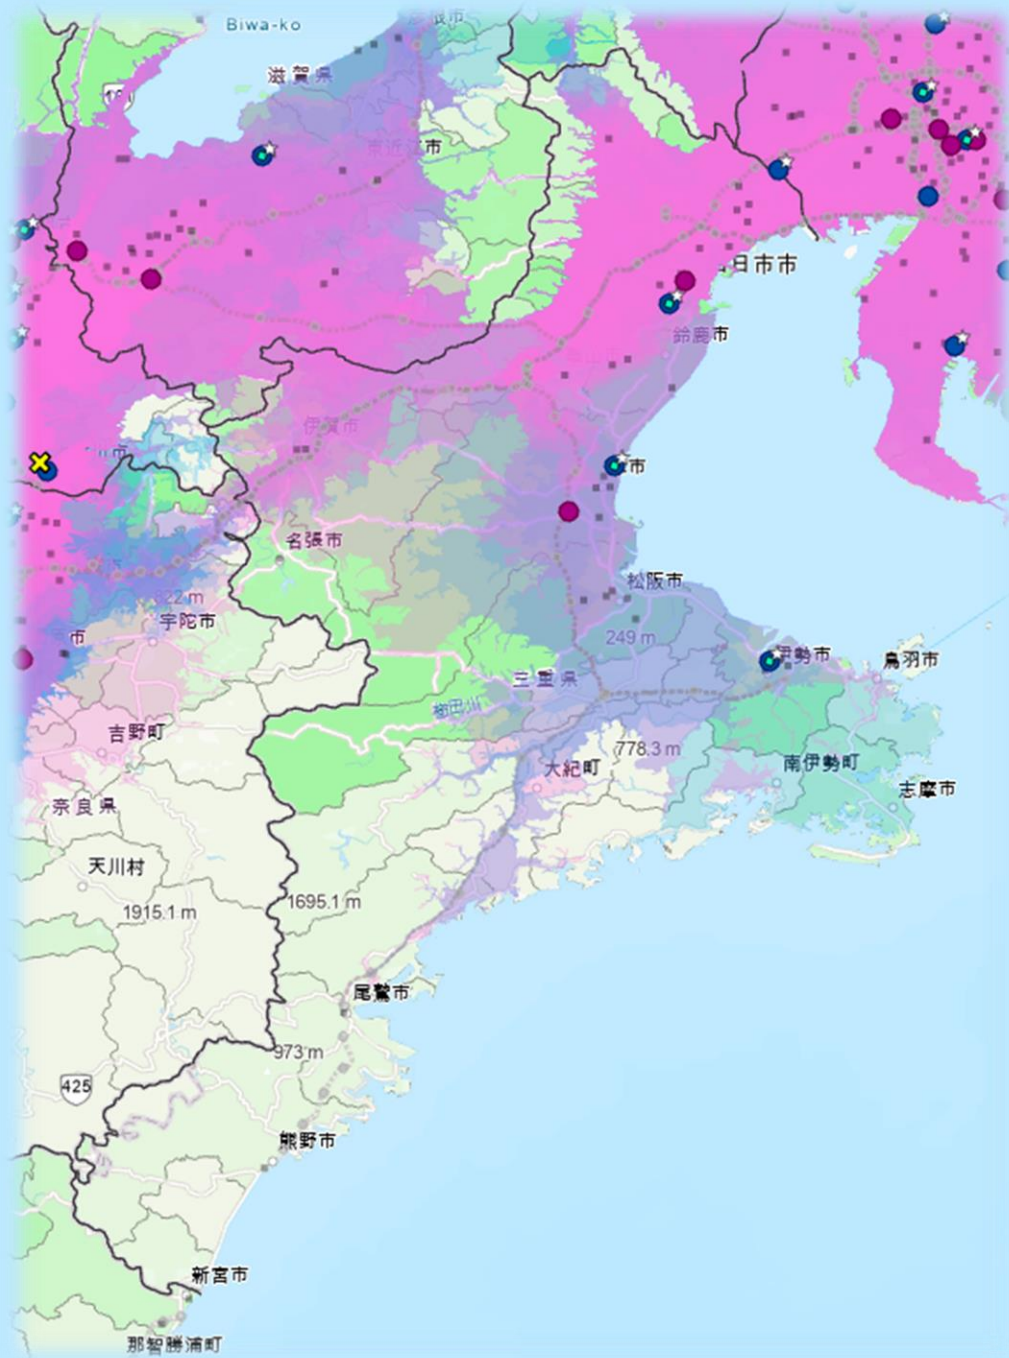 Biwa-ko
滋賀県
東近江市
日市市
鈴鹿市
伊賀市
市
名張市
松阪市
822 m
宇陀市
249 m
市
伊勢市
鳥羽市
三重県
櫛田川
吉野町
778.3 m
大紀町
南伊勢町
志摩市
奈良県
天川村
1915.1 m
1695.1 m
尾鷲市
973 m
425
熊野市
新宮市
那智勝浦町